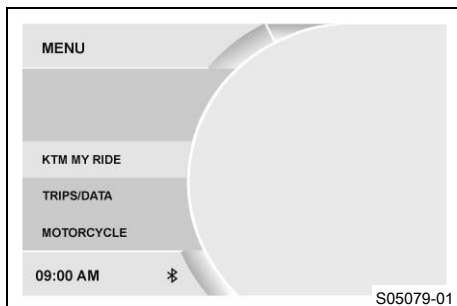 MENU
KTM MY RIDE
TRIPS/DATA
MOTORCYCLE
09:00 AM
S05079-01